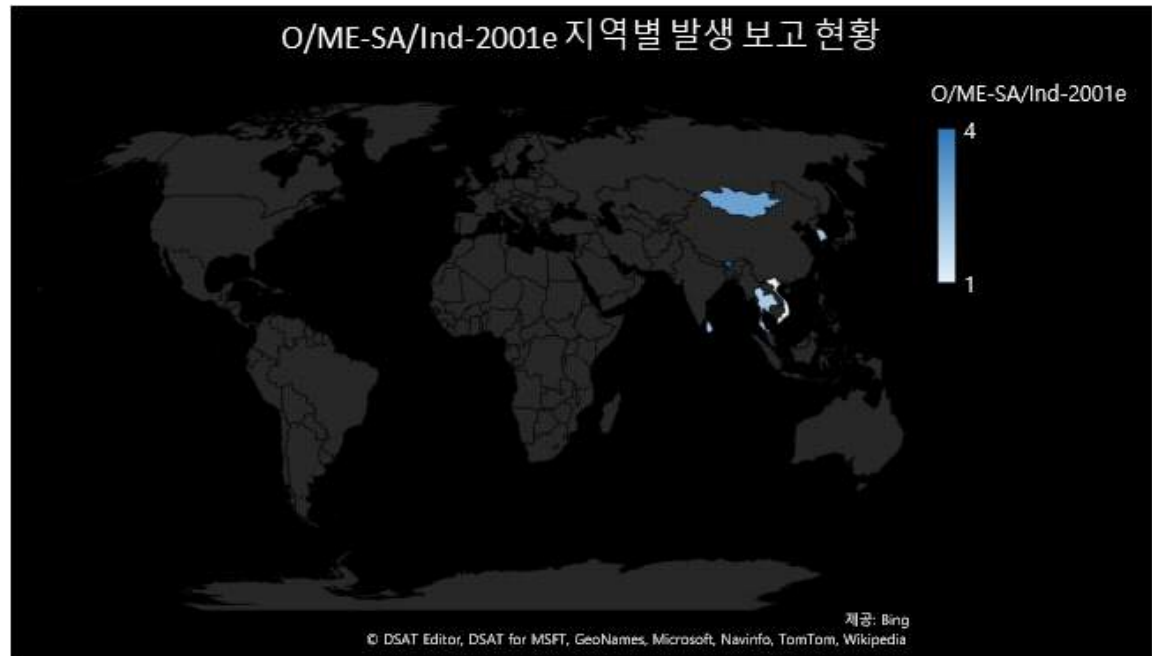 O/ME-SA/Ind-2001e 지역별 발생 보고 현황
O/ME-SA/Ind-2001e
4
1
제공: Bing
© DSAT Editor, DSAT for MSFT, GeoNames, Microsoft, Navinfo, TomTom, Wikipedia